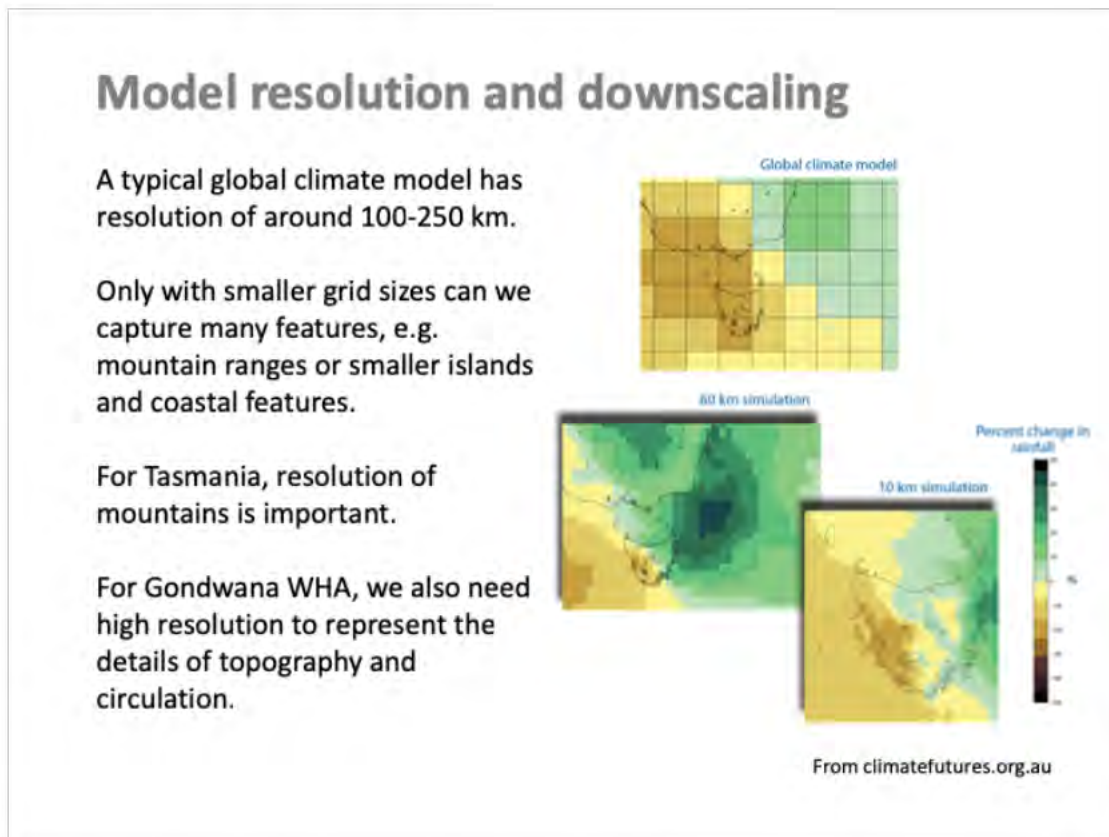 Model resolution and downscaling
A typical global climate model has
resolution of around 100-250 km.
Only with smaller grid sizes can we
capture many features, e.g.
mountain ranges or smaller islands
and coastal features.
For Tasmania, resolution of
mountains is important.
For Gondwana WHA, we also need
high resolution to represent the
details of topography and
circulation.
Global climate model
60 km simulation
10 km simulation
Percent change in
rainfall
%
From climatefutures.org.au